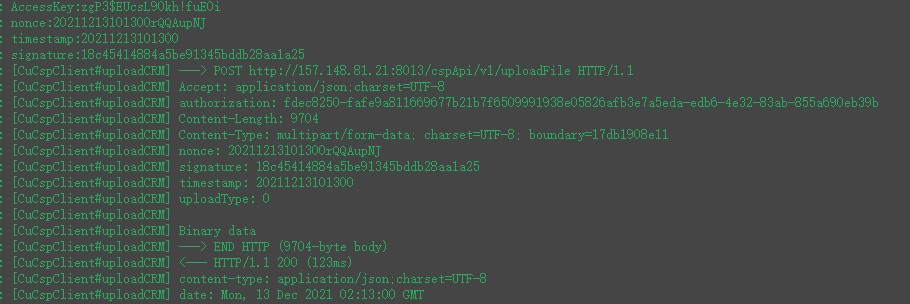 : AccessKey:zgP3$EUcsL90kh!fuEOi
: nonce:20211213101300rQQAupNJ
: timestamp:20211213101300
: signature:18c45414884a5be91345bddb28aa1a25
: [CuCspClient#uploadCRM] ---> POST http://157.148.81.21:8013/cspApi/v1/uploadFile HTTP/1.1
: [CuCspClient#uploadCRM] Accept: application/json;charset=UTF-8
: [CuCspClient#uploadCRM] authorization: fdec8250-fafe9a811669677b21b7f6509991938e05826afb3e7a5eda-edb6-4e32-83ab-855a690eb39b
: [CuCspClient#uploadCRM] Content-Length: 9704
: [CuCspClient#uploadCRM] Content-Type: multipart/form-data; charset=UTF-8; boundary=17db1908e11
: [CuCspClient#uploadCRM] nonce: 20211213101300rQQAupNJ
: [CuCspClient#uploadCRM] signature: 18c45414884a5be91345bddb28aa1a25
: [CuCspClient#uploadCRM] timestamp: 20211213101300
: [CuCspClient#uploadCRM] uploadType: 0
: [CuCspClient#uploadCRM]
: [CuCspClient#uploadCRM] Binary data
: [CuCspClient#uploadCRM] ---> END HTTP (9704-byte body)
: [CuCspClient#uploadCRM] <--- HTTP/1.1 200 (123ms)
: [CuCspClient#uploadCRM] content-type: application/json;charset=UTF-8
: [CuCspClient#uploadCRM] date: Mon, 13 Dec 2021 02:13:00 GMT